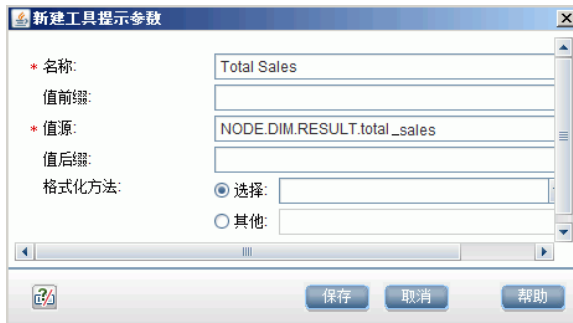 新建工具提示参数
* 名称: Total Sales
值前缀:
* 值源: NODE.DIM.RESULT.total_sales
值后缀:
格式化方法: 选择:
其他:
保存 取消 帮助